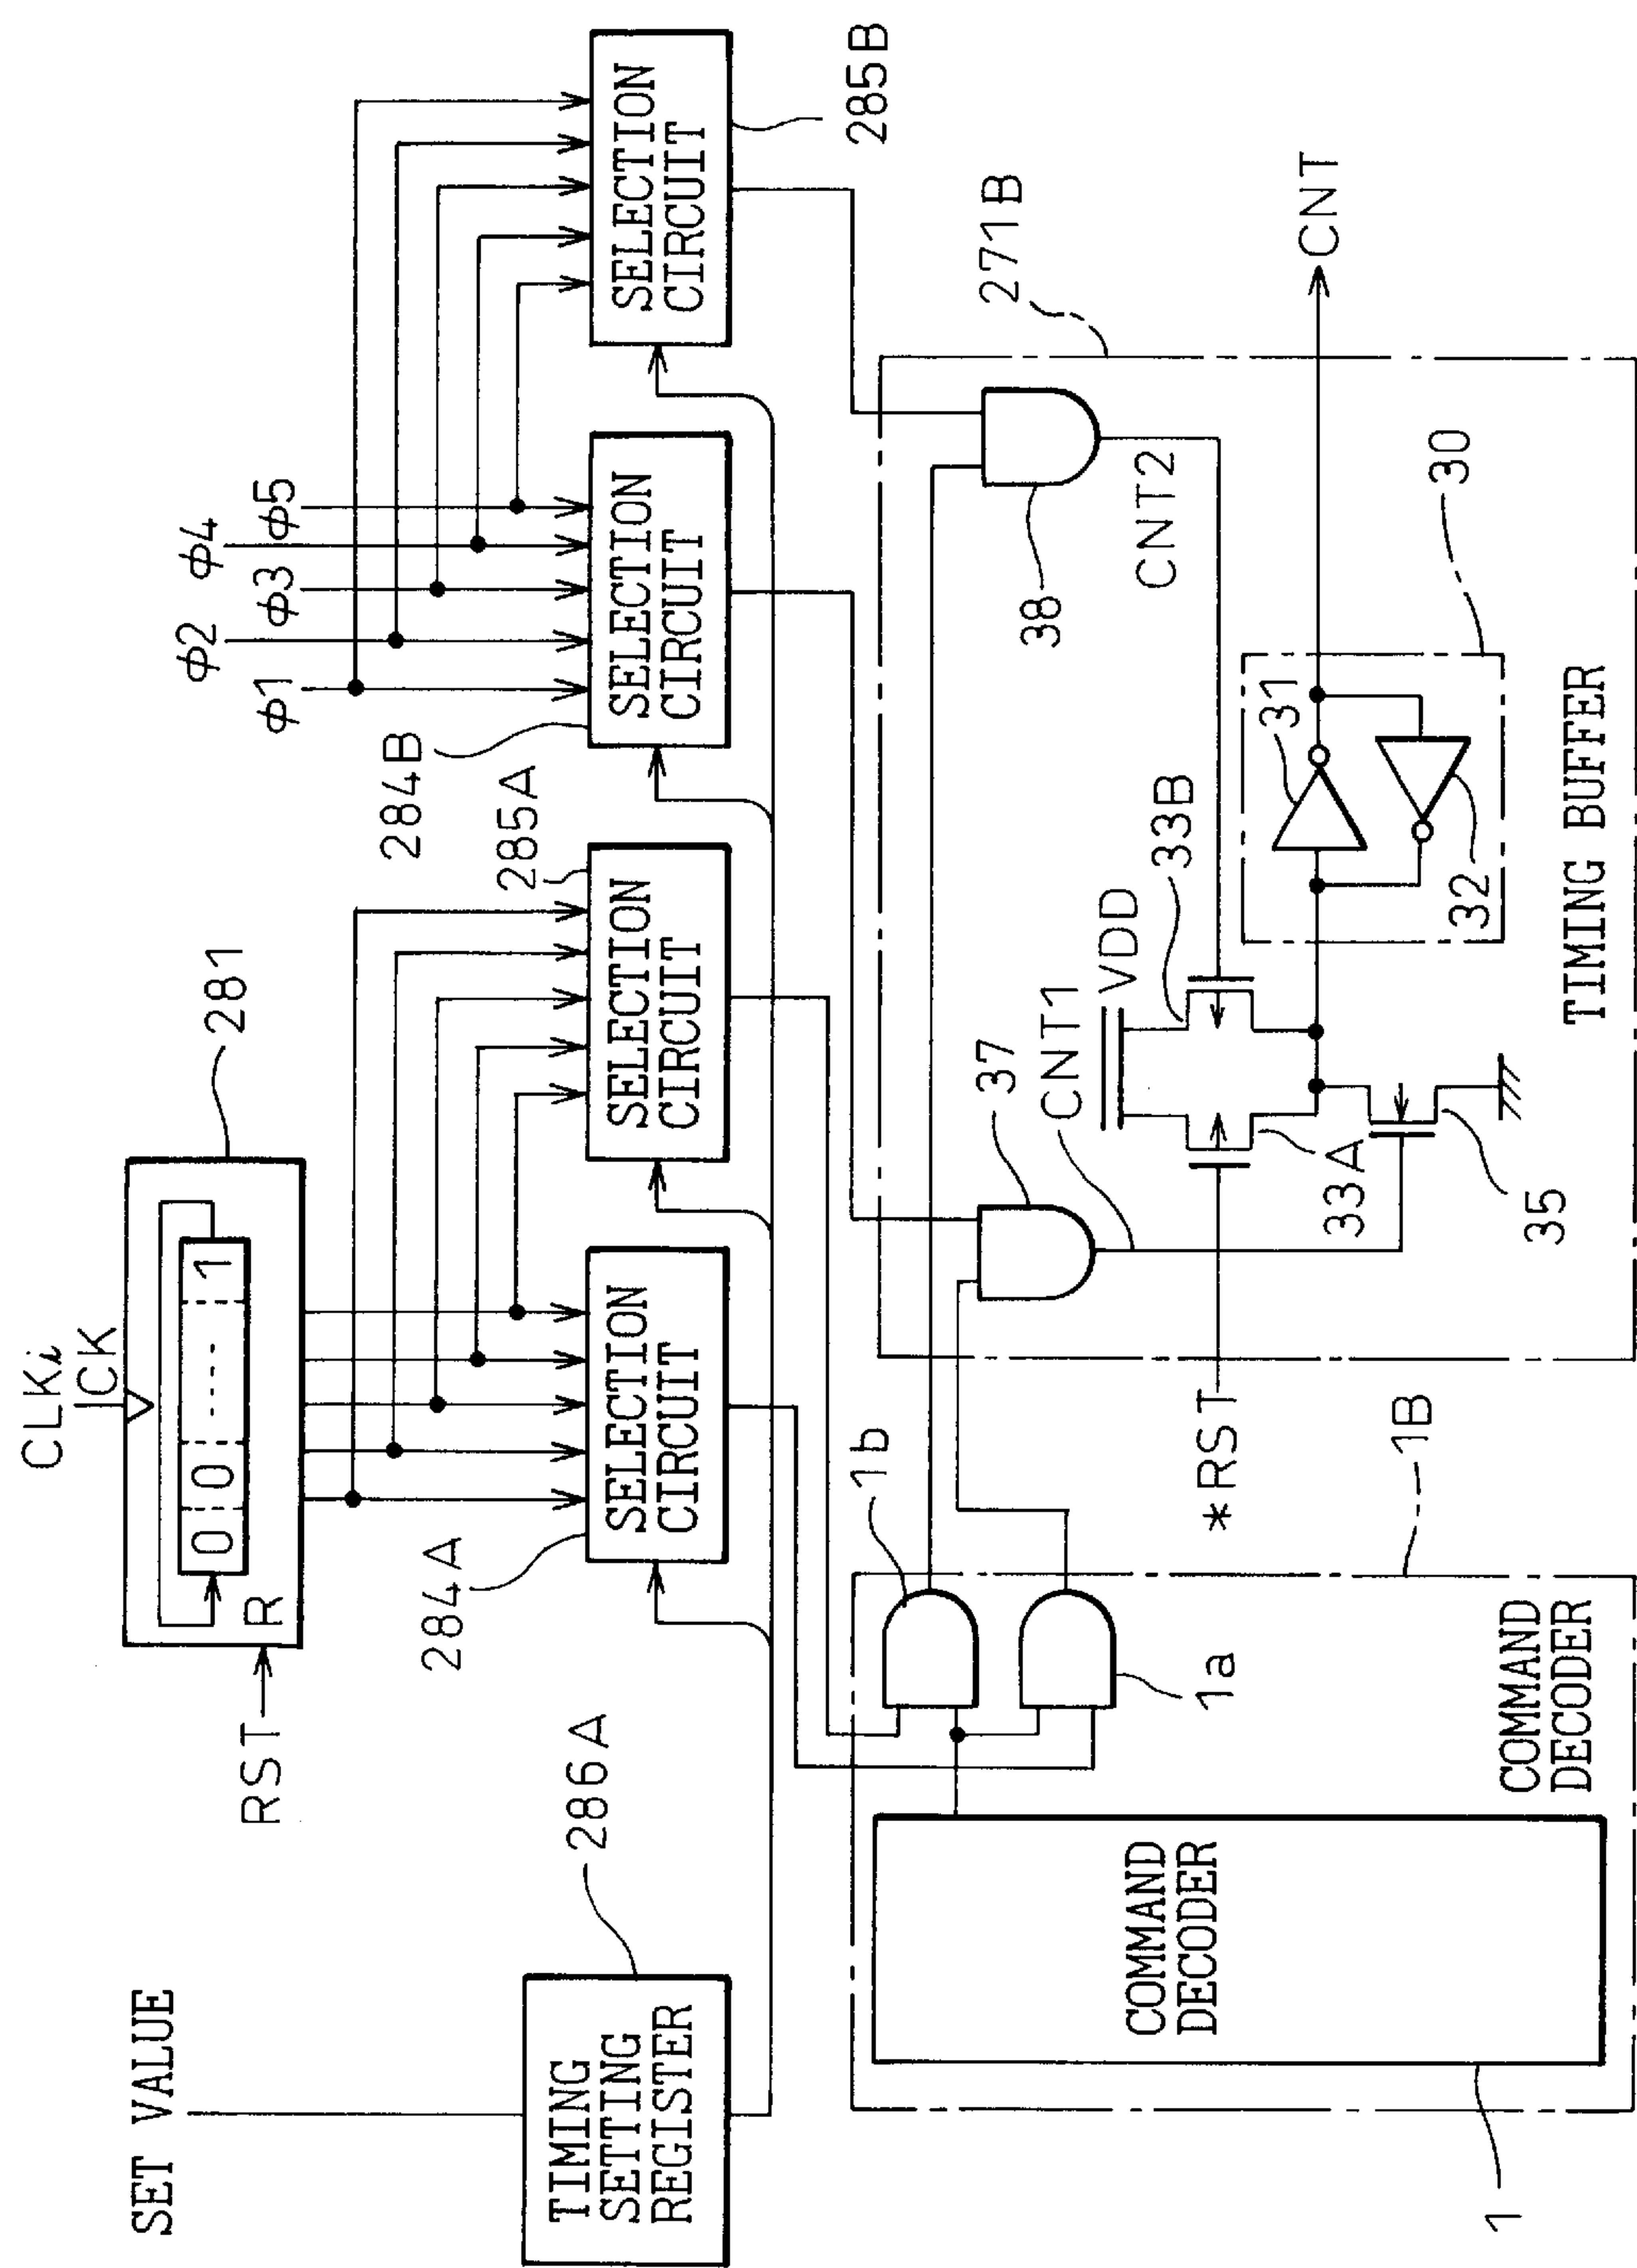 SET VALUE
TIMING
SETTING
REGISTER
286A
RST
CLKi
CK
R
0 0 ---- 1
281
φ1
φ2
φ3
φ4
φ5
284A
SELECTION
CIRCUIT
285A
SELECTION
CIRCUIT
284B
SELECTION
CIRCUIT
SELECTION
CIRCUIT
285B
1
COMMAND
DECODER
COMMAND
DECODER
1B
1b
1a
*RST
271B
37
CNT1
38
CNT2
VDD
33A
33B
35
30
31
32
CNT
TIMING BUFFER